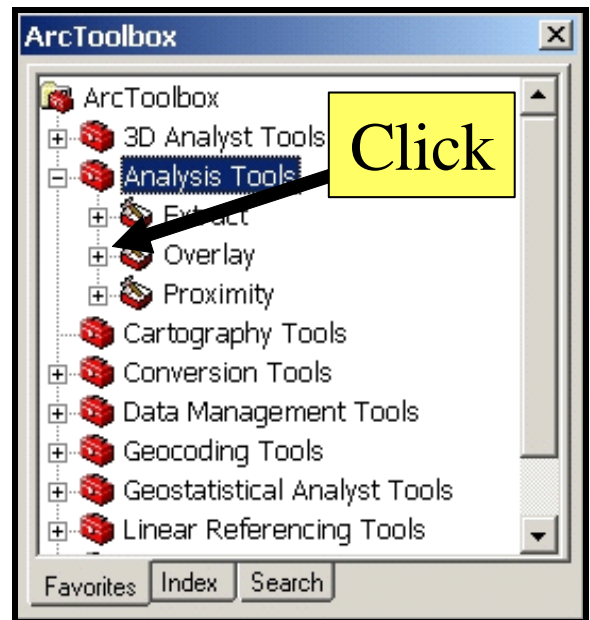 ArcToolbox
ArcToolbox
3D Analyst Tools
Click
Analysis Tools
Extract
Overlay
Proximity
Cartography Tools
Conversion Tools
Data Management Tools
Geocoding Tools
Geostatistical Analyst Tools
Linear Referencing Tools
Favorites Index Search